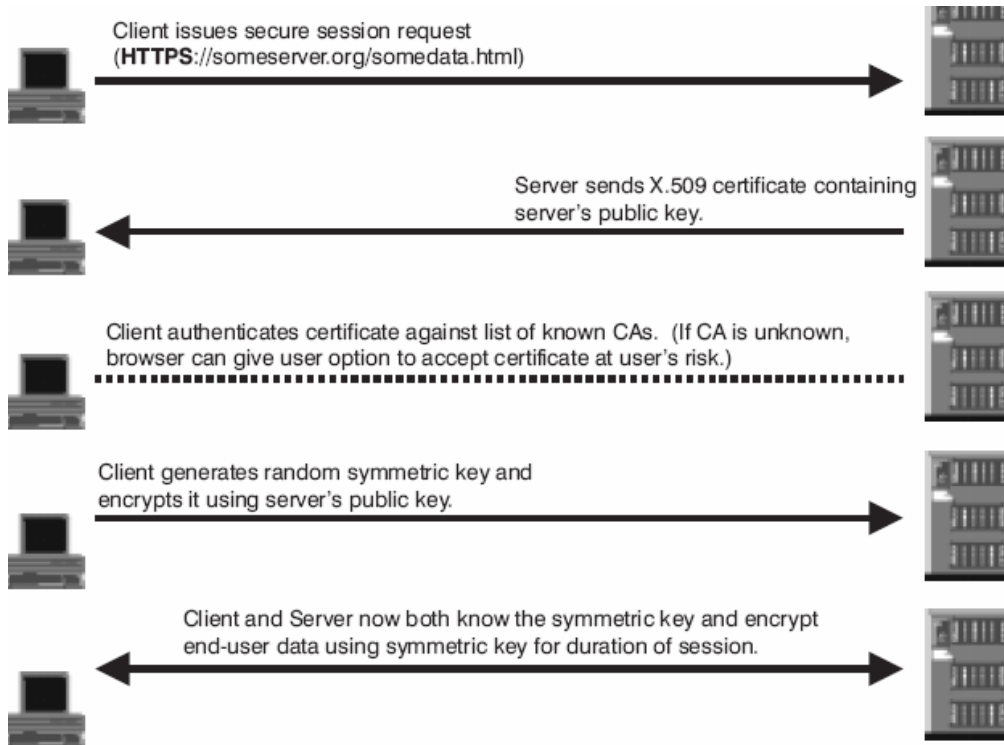 Client issues secure session request
(HTTPS://someserver.org/somedata.html)
Server sends X.509 certificate containing
server's public key.
Client authenticates certificate against list of known CAs. (If CA is unknown,
browser can give user option to accept certificate at user's risk.)
Client generates random symmetric key and
encrypts it using server's public key.
Client and Server now both know the symmetric key and encrypt
end-user data using symmetric key for duration of session.